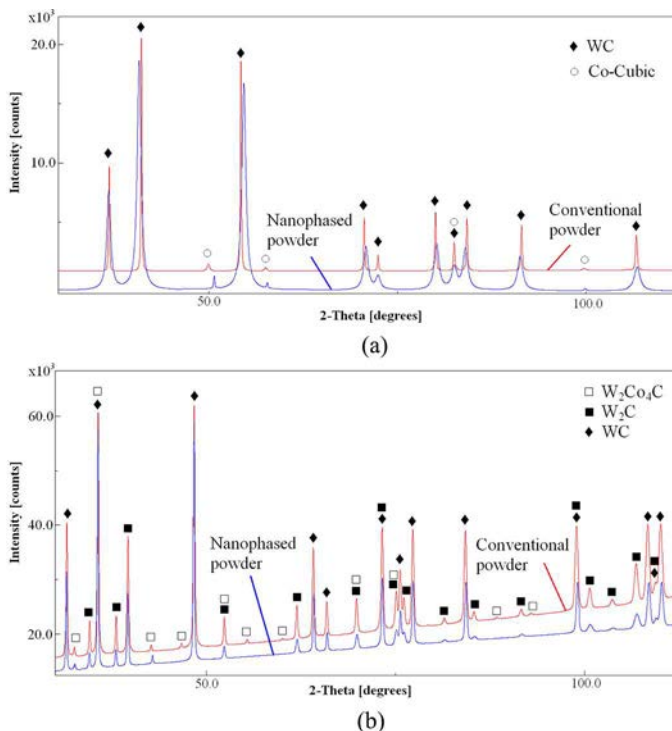 x10³
20.0
◆ WC
○ Co-Cubic
Intensity [counts]
10.0
Nanophased
powder
Conventional
powder
50.0
100.0
2-Theta [degrees]
(a)
x10³
□ W₂Co₄C
■ W₂C
◆ WC
60.0
Intensity [counts]
40.0
Nanophased
powder
Conventional
powder
20.0
50.0
100.0
2-Theta [degrees]
(b)